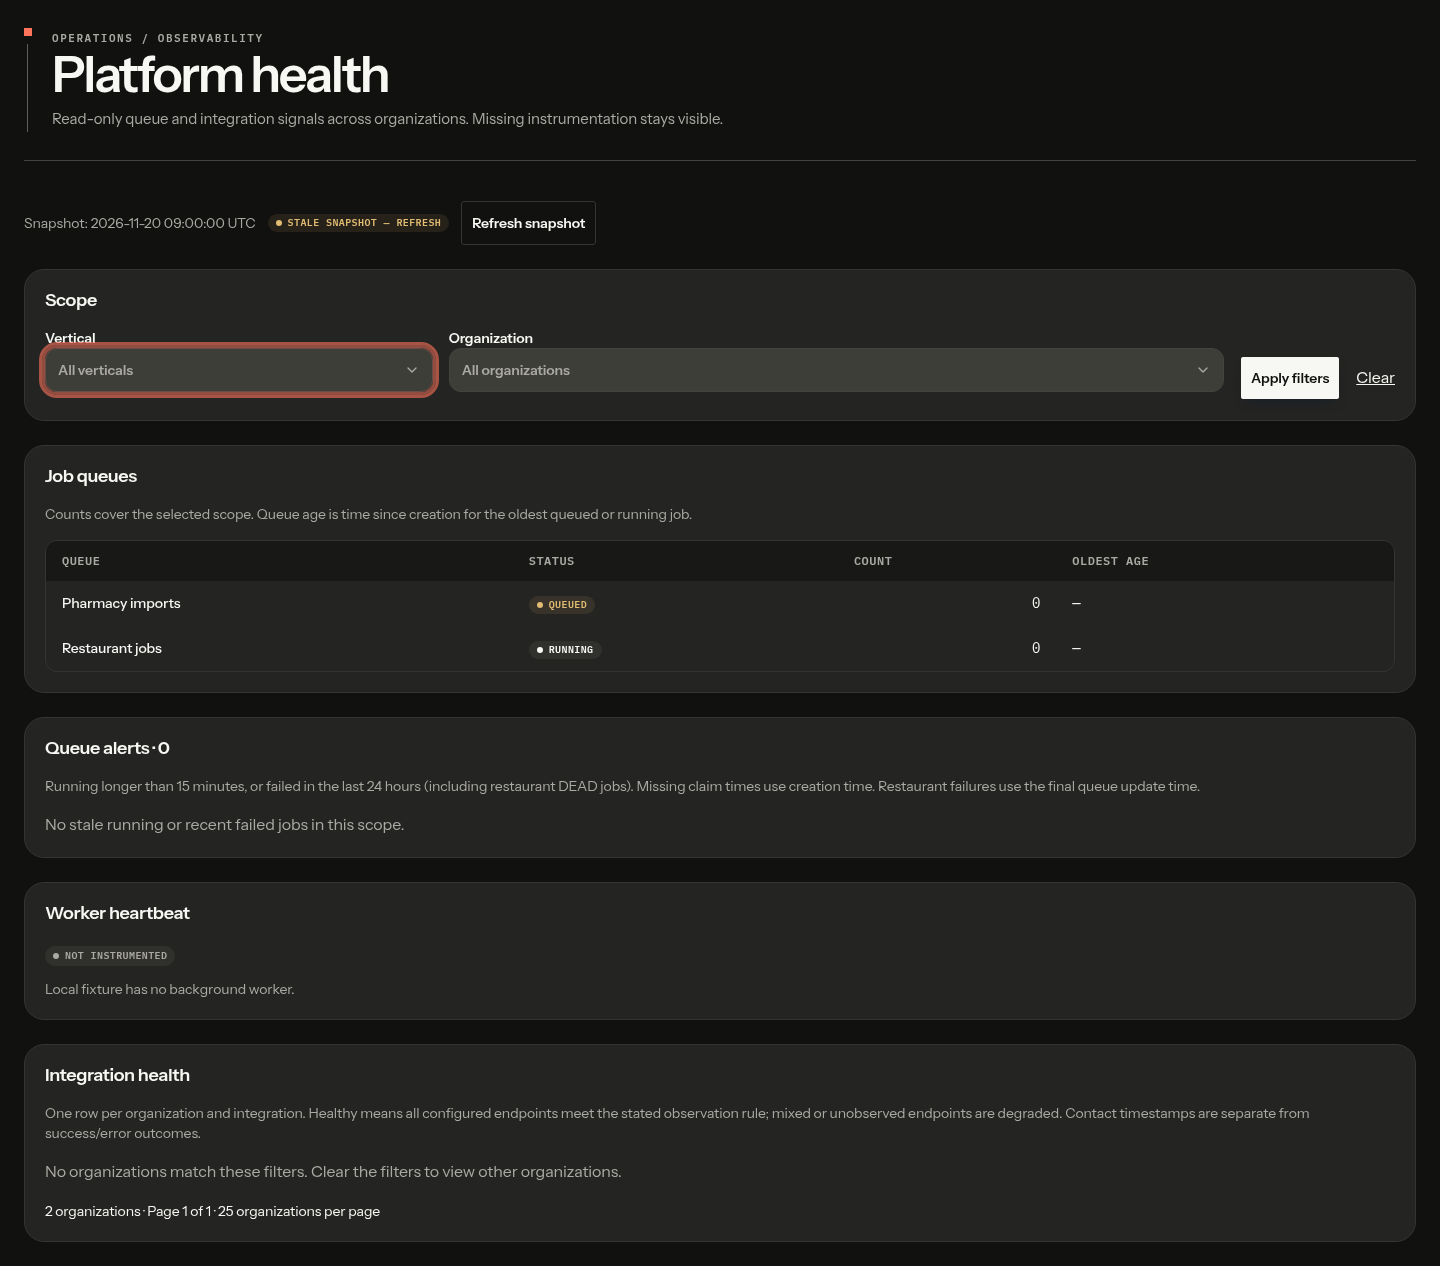 OPERATIONS / OBSERVABILITY
Platform health
Read-only queue and integration signals across organizations. Missing instrumentation stays visible.
Snapshot: 2026-11-20 09:00:00 UTC
STALE SNAPSHOT — REFRESH
Refresh snapshot
Scope
Vertical
Organization
All verticals
All organizations
Apply filters
Clear
Job queues
Counts cover the selected scope. Queue age is time since creation for the oldest queued or running job.
QUEUE STATUS COUNT OLDEST AGE
Pharmacy imports QUEUED 0 —
Restaurant jobs RUNNING 0 —
Queue alerts · 0
Running longer than 15 minutes, or failed in the last 24 hours (including restaurant DEAD jobs). Missing claim times use creation time. Restaurant failures use the final queue update time.
No stale running or recent failed jobs in this scope.
Worker heartbeat
NOT INSTRUMENTED
Local fixture has no background worker.
Integration health
One row per organization and integration. Healthy means all configured endpoints meet the stated observation rule; mixed or unobserved endpoints are degraded. Contact timestamps are separate from
success/error outcomes.
No organizations match these filters. Clear the filters to view other organizations.
2 organizations · Page 1 of 1 · 25 organizations per page